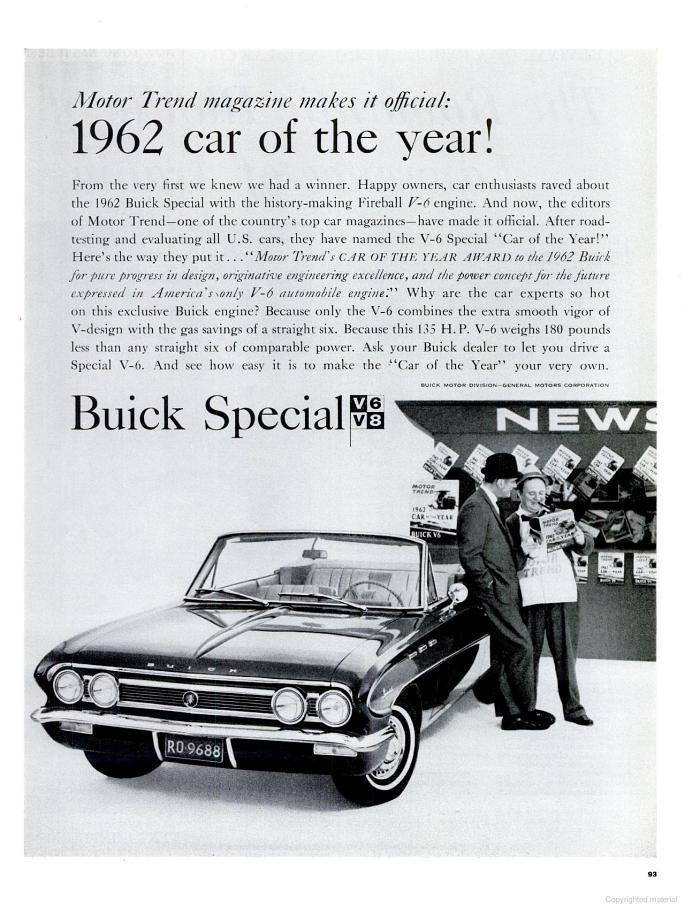 Motor Trend magazine makes it official:
1962 car of the year!
From the very first we knew we had a winner. Happy owners, car enthusiasts raved about
the 1962 Buick Special with the history-making Fireball V-6 engine. And now, the editors
of Motor Trend—one of the country's top car magazines—have made it official. After road-
testing and evaluating all U.S. cars, they have named the V-6 Special "Car of the Year!"
Here's the way they put it . . . "Motor Trend's CAR OF THE YEAR AWARD to the 1962 Buick
for pure progress in design, originative engineering excellence, and the power concept for the future
expressed in America's only V-6 automobile engine." Why are the car experts so hot
on this exclusive Buick engine? Because only the V-6 combines the extra smooth vigor of
V-design with the gas savings of a straight six. Because this 135 H.P. V-6 weighs 180 pounds
less than any straight six of comparable power. Ask your Buick dealer to let you drive a
Special V-6. And see how easy it is to make the "Car of the Year" your very own.
BUICK MOTOR DIVISION—GENERAL MOTORS CORPORATION
Buick Special V6 V8
NEWS
MOTOR
TREND
1962
CAR OF THE YEAR
BUICK V6
MOTOR
TREND
BUICK
RO·9688
93
Copyrighted material